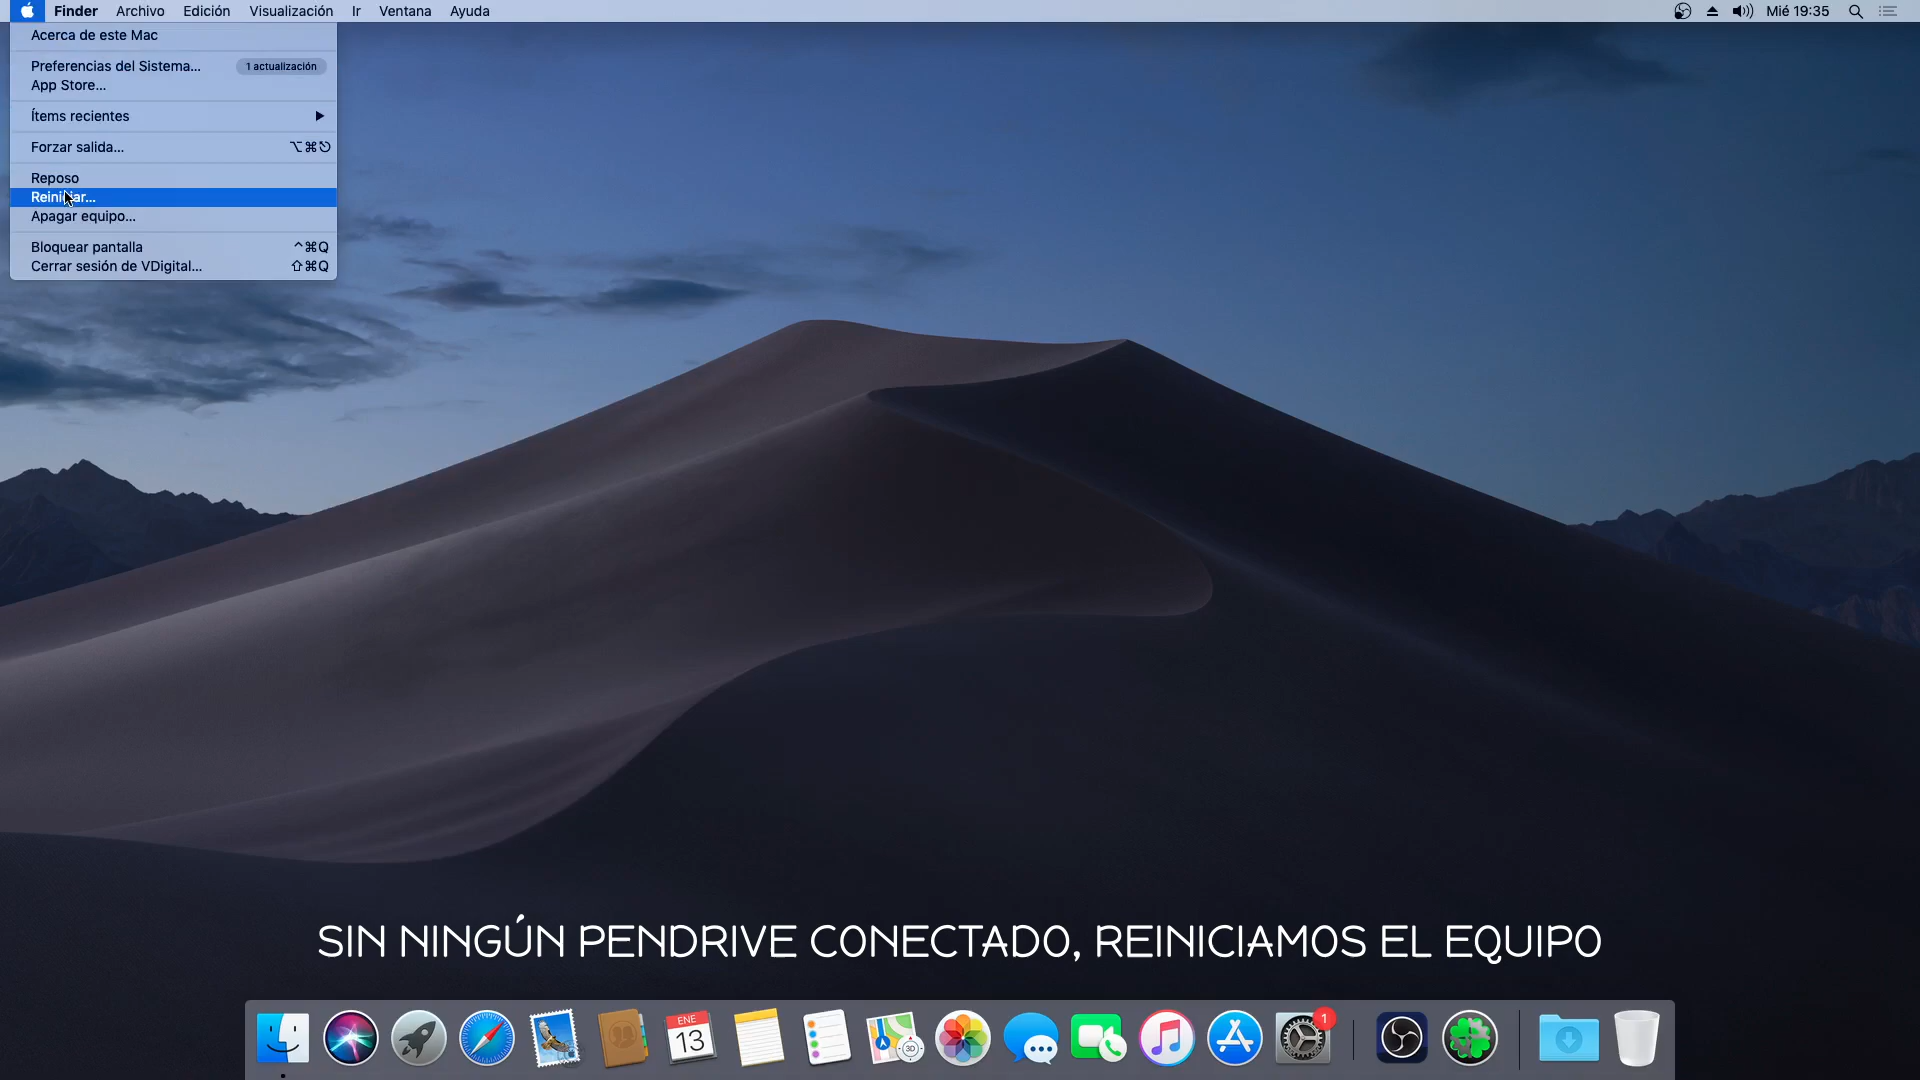 Finder Archivo Edición Visualización Ir Ventana Ayuda Mié 19:35
Acerca de este Mac
Preferencias del Sistema... 1 actualización
App Store...
Ítems recientes
Forzar salida... ⌥⌘⎋
Reposo
Reiniciar...
Apagar equipo...
Bloquear pantalla ^⌘Q
Cerrar sesión de VDigital... ⇧⌘Q
SIN NINGÚN PENDRIVE CONECTADO, REINICIAMOS EL EQUIPO
ENE
13
3D
1